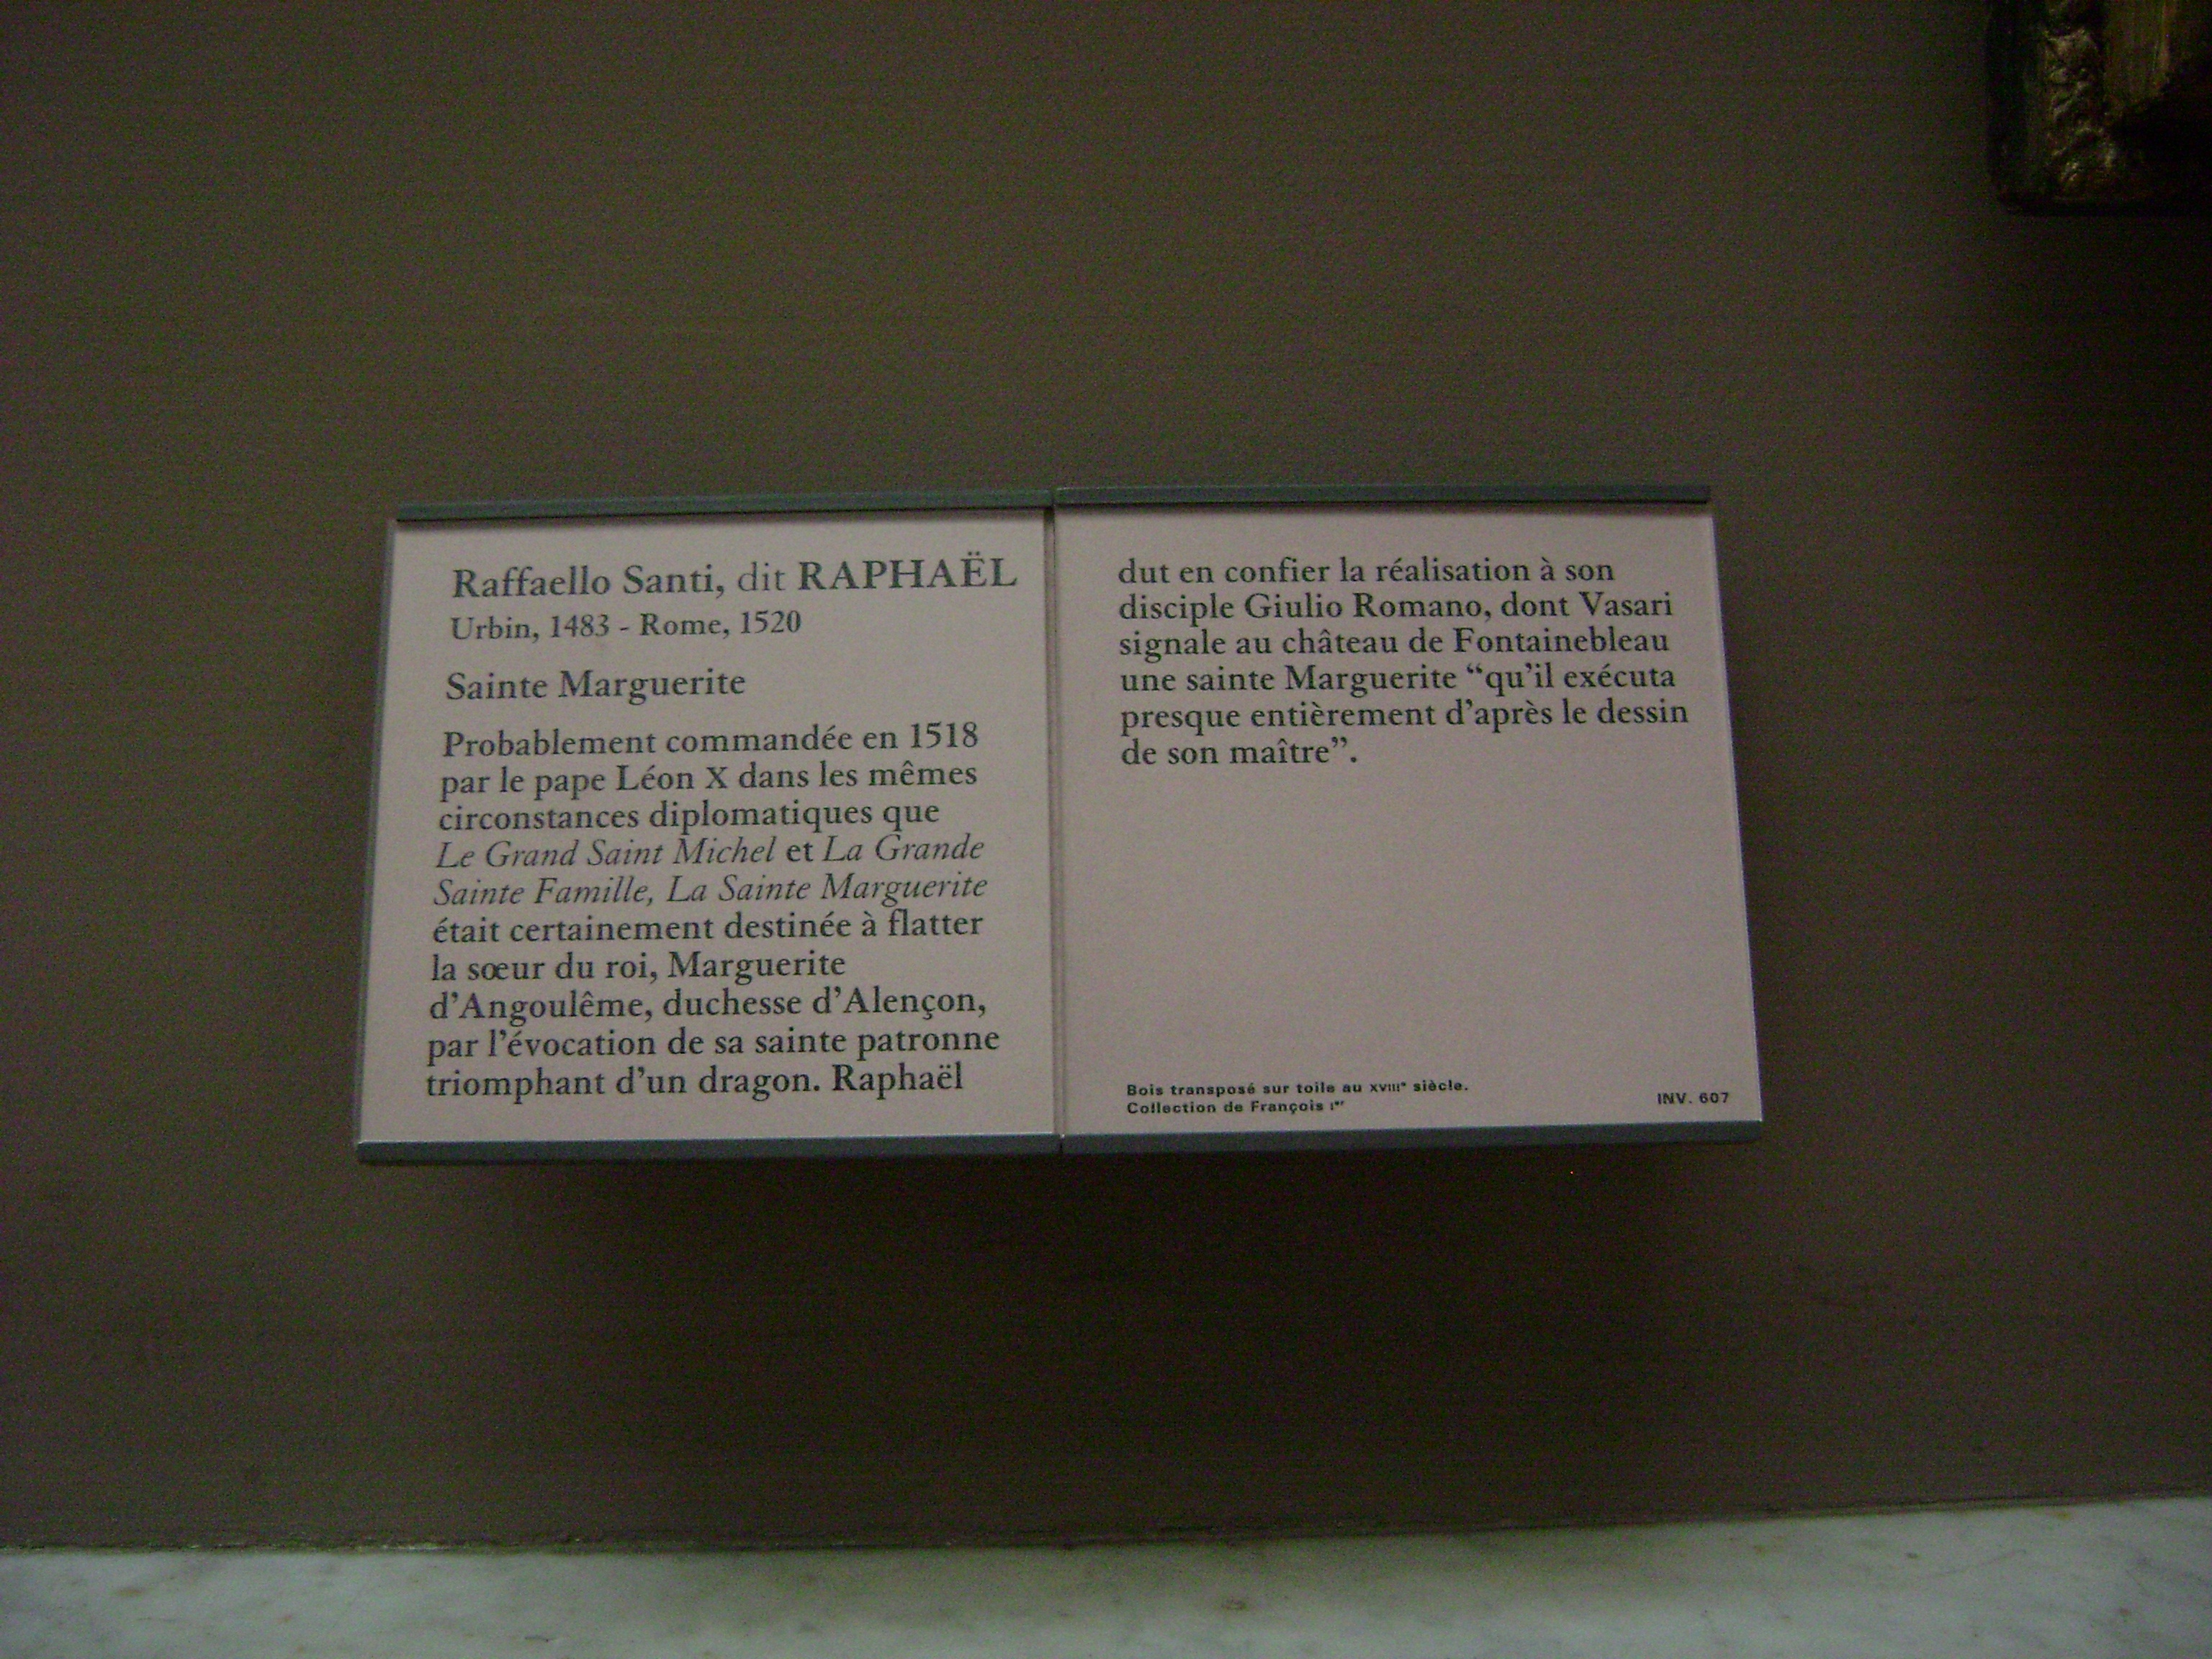 Raffaello Santi, dit RAPHAËL
Urbin, 1483 - Rome, 1520
Sainte Marguerite
Probablement commandée en 1518
par le pape Léon X dans les mêmes
circonstances diplomatiques que
Le Grand Saint Michel et La Grande
Sainte Famille, La Sainte Marguerite
était certainement destinée à flatter
la sœur du roi, Marguerite
d'Angoulême, duchesse d'Alençon,
par l'évocation de sa sainte patronne
triomphant d'un dragon. Raphaël
dut en confier la réalisation à son
disciple Giulio Romano, dont Vasari
signale au château de Fontainebleau
une sainte Marguerite “qu'il exécuta
presque entièrement d'après le dessin
de son maître”.
Bois transposé sur toile au XVIIIe siècle.
Collection de François Ier
INV. 607